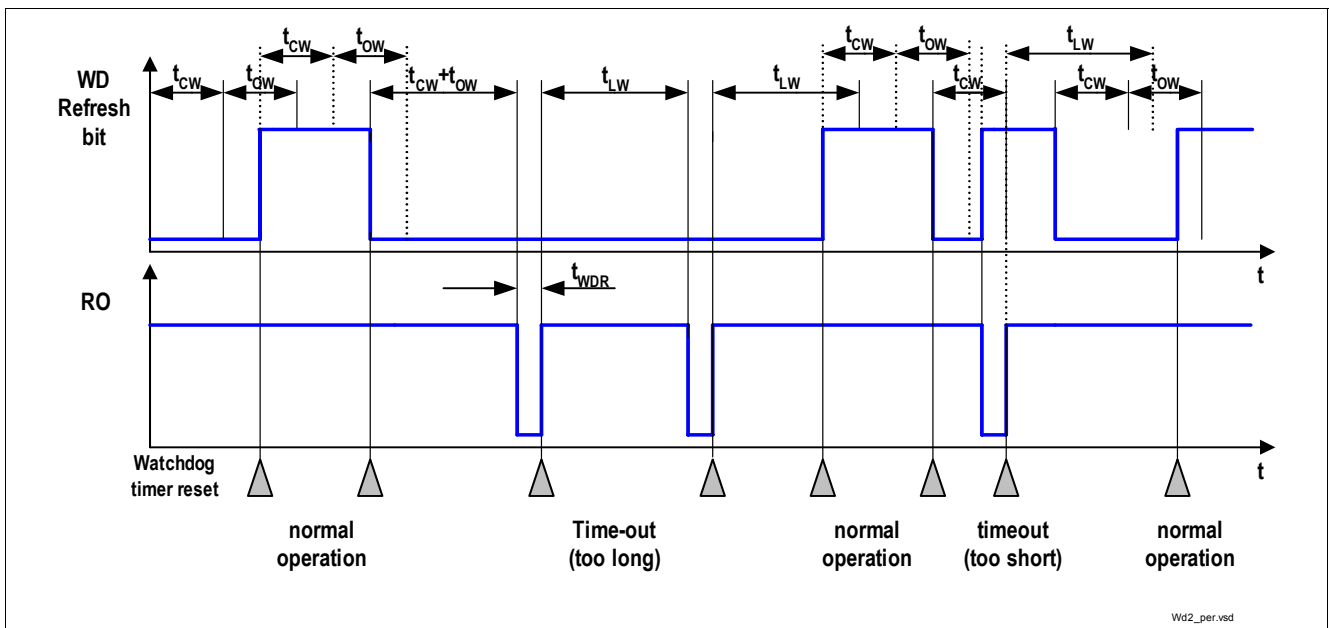 tCW tOW tCW tOW tLW
WD Refresh bit
tCW tOW tCW+tOW tLW tLW tCW tCW tOW
t
RO
tWDR
t
Watchdog timer reset
normal operation
Time-out (too long)
normal operation
timeout (too short)
normal operation
Wd2_per.vsd